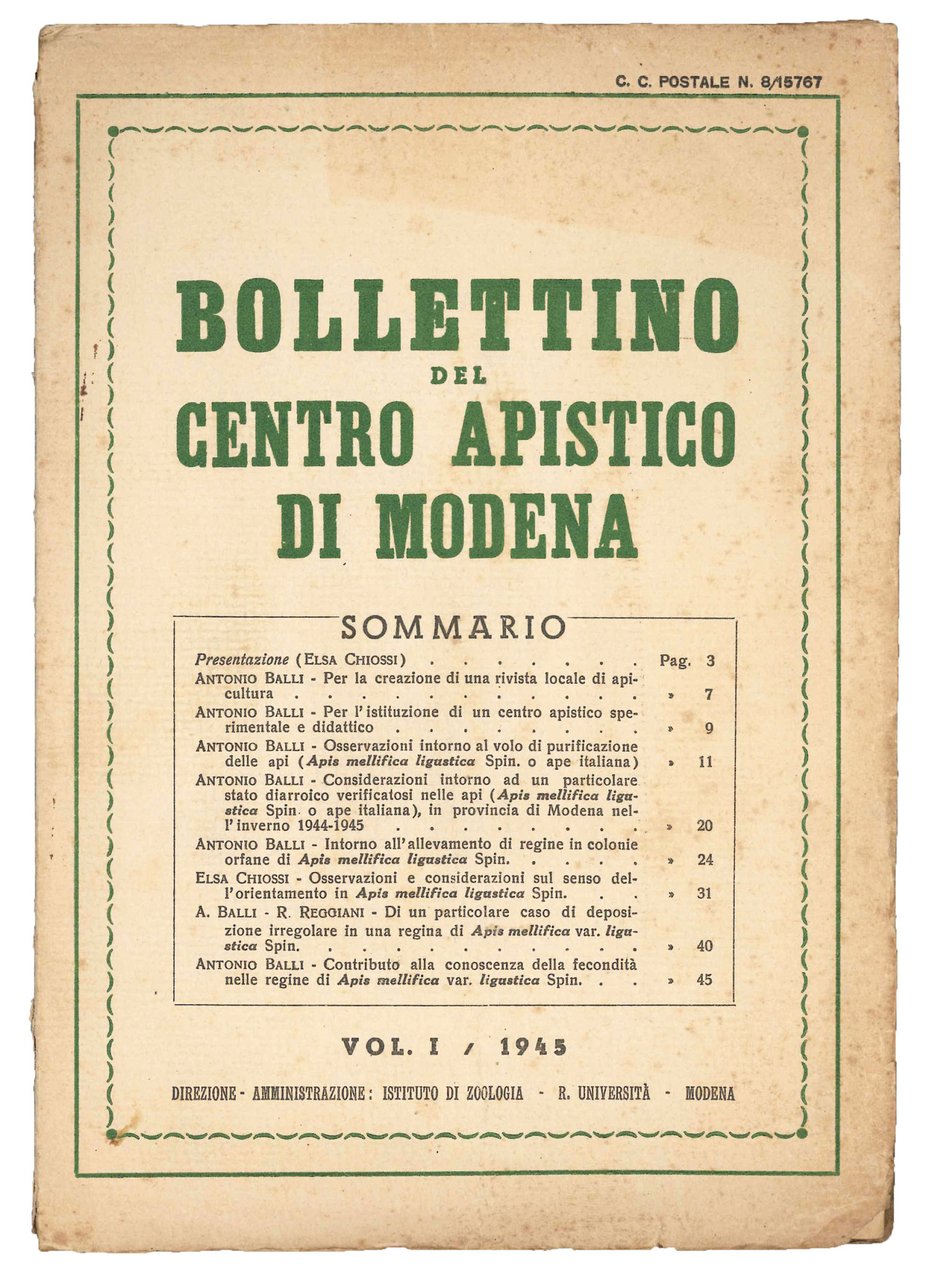 C. C. POSTALE N. 8/15767
BOLLETTINO
DEL
CENTRO APISTICO
DI MODENA
SOMMARIO
Presentazione (ELSA CHIOSSI) . . . . . . . Pag. 3
ANTONIO BALLI - Per la creazione di una rivista locale di api-
cultura . . . . . . . . . . . . » 7
ANTONIO BALLI - Per l'istituzione di un centro apistico spe-
rimentale e didattico . . . . . . . . » 9
ANTONIO BALLI - Osservazioni intorno al volo di purificazione
delle api (Apis mellifica ligustica Spin. o ape italiana) » 11
ANTONIO BALLI - Considerazioni intorno ad un particolare
stato diarroico verificatosi nelle api (Apis mellifica ligu-
stica Spin. o ape italiana), in provincia di Modena nel-
l'inverno 1944-1945 . . . . . . . . » 20
ANTONIO BALLI - Intorno all'allevamento di regine in colonie
orfane di Apis mellifica ligustica Spin. . . . . » 24
ELSA CHIOSSI - Osservazioni e considerazioni sul senso del-
l'orientamento in Apis mellifica ligustica Spin. . . » 31
A. BALLI - R. REGGIANI - Di un particolare caso di deposi-
zione irregolare in una regina di Apis mellifica var. ligu-
stica Spin. . . . . . . . . . . . » 40
ANTONIO BALLI - Contributo alla conoscenza della fecondità
nelle regine di Apis mellifica var. ligustica Spin. . . » 45
VOL. I / 1945
DIREZIONE - AMMINISTRAZIONE: ISTITUTO DI ZOOLOGIA - R. UNIVERSITÀ - MODENA